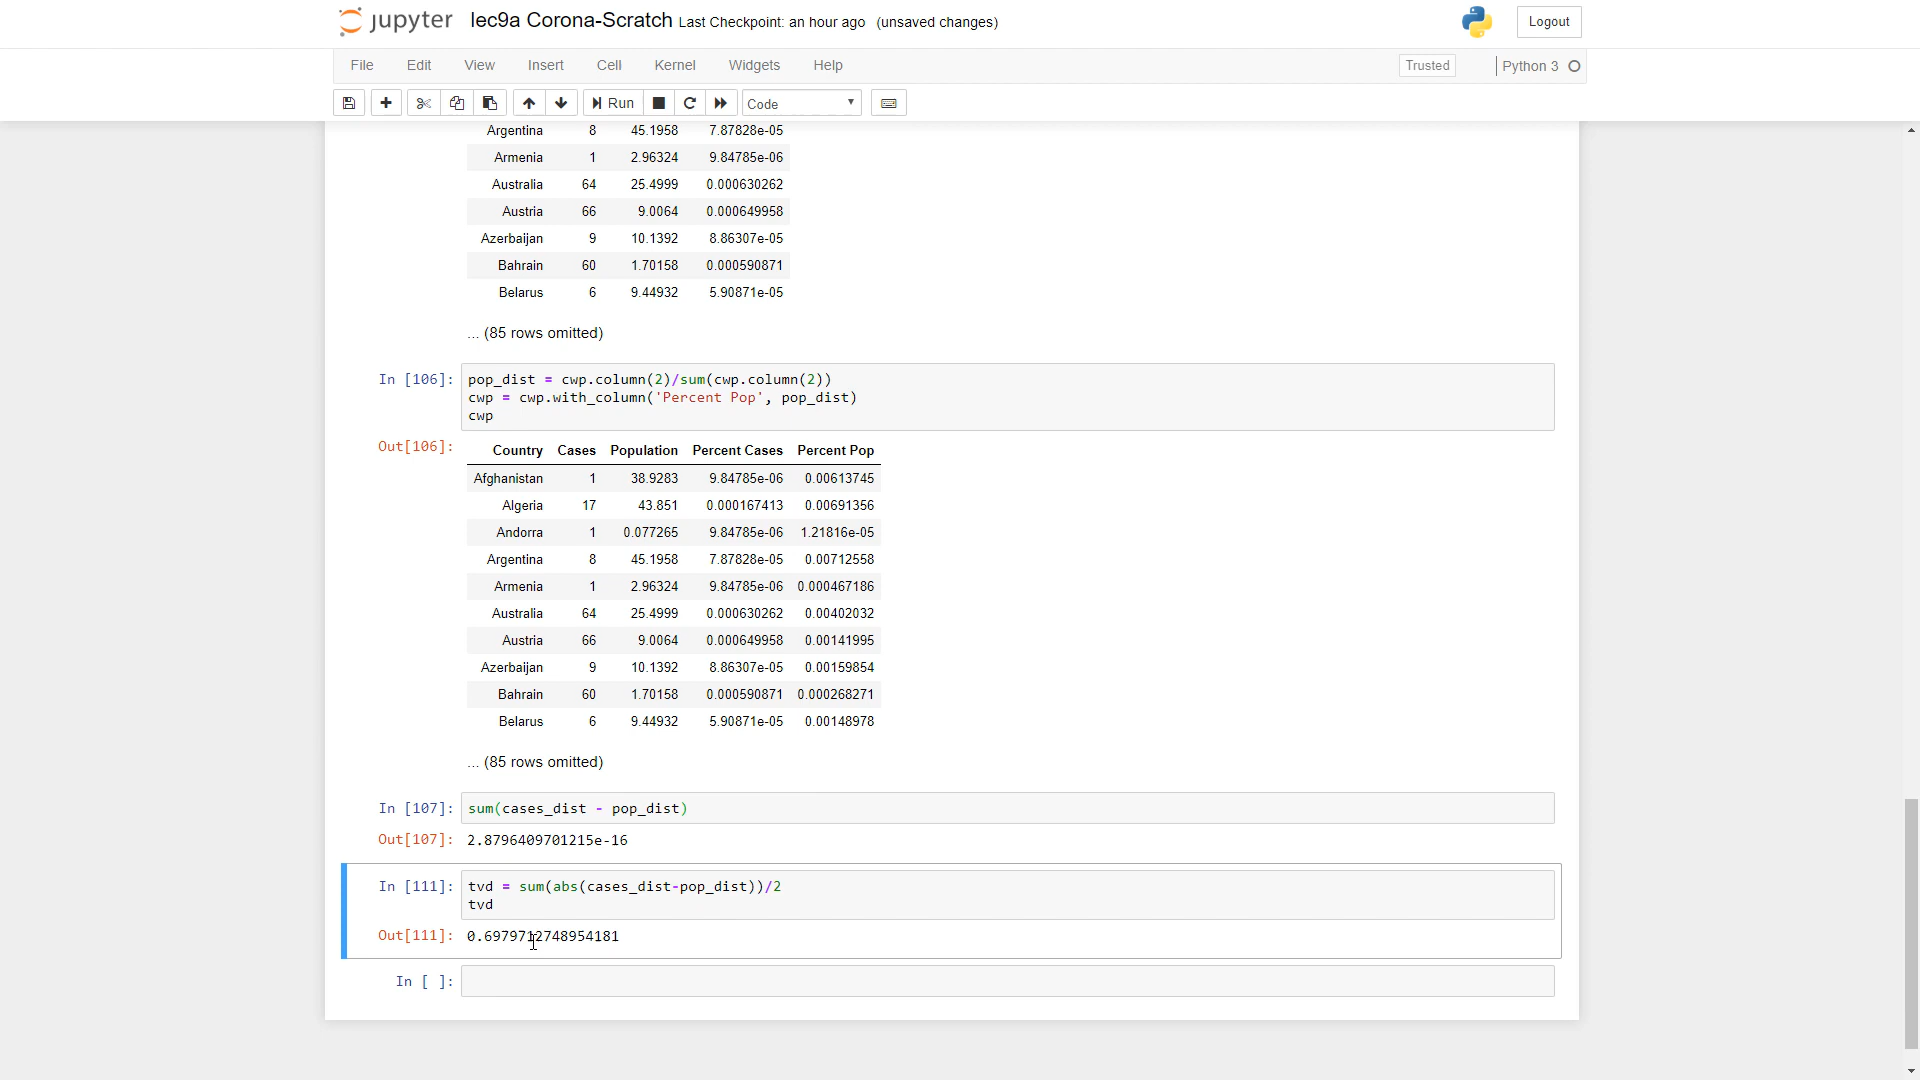 jupyter lec9a Corona-Scratch Last Checkpoint: an hour ago (unsaved changes) Logout
File Edit View Insert Cell Kernel Widgets Help Trusted Python 3
Run Code
Argentina 8 45.1958 7.87828e-05
Armenia 1 2.96324 9.84785e-06
Australia 64 25.4999 0.000630262
Austria 66 9.0064 0.000649958
Azerbaijan 9 10.1392 8.86307e-05
Bahrain 60 1.70158 0.000590871
Belarus 6 9.44932 5.90871e-05
... (85 rows omitted)
In [106]: pop_dist = cwp.column(2)/sum(cwp.column(2))
cwp = cwp.with_column('Percent Pop', pop_dist)
cwp
Out[106]: Country Cases Population Percent Cases Percent Pop
Afghanistan 1 38.9283 9.84785e-06 0.00613745
Algeria 17 43.851 0.000167413 0.00691356
Andorra 1 0.077265 9.84785e-06 1.21816e-05
Argentina 8 45.1958 7.87828e-05 0.00712558
Armenia 1 2.96324 9.84785e-06 0.000467186
Australia 64 25.4999 0.000630262 0.00402032
Austria 66 9.0064 0.000649958 0.00141995
Azerbaijan 9 10.1392 8.86307e-05 0.00159854
Bahrain 60 1.70158 0.000590871 0.000268271
Belarus 6 9.44932 5.90871e-05 0.00148978
... (85 rows omitted)
In [107]: sum(cases_dist - pop_dist)
Out[107]: 2.8796409701215e-16
In [111]: tvd = sum(abs(cases_dist-pop_dist))/2
tvd
Out[111]: 0.6979712748954181
In [ ]: